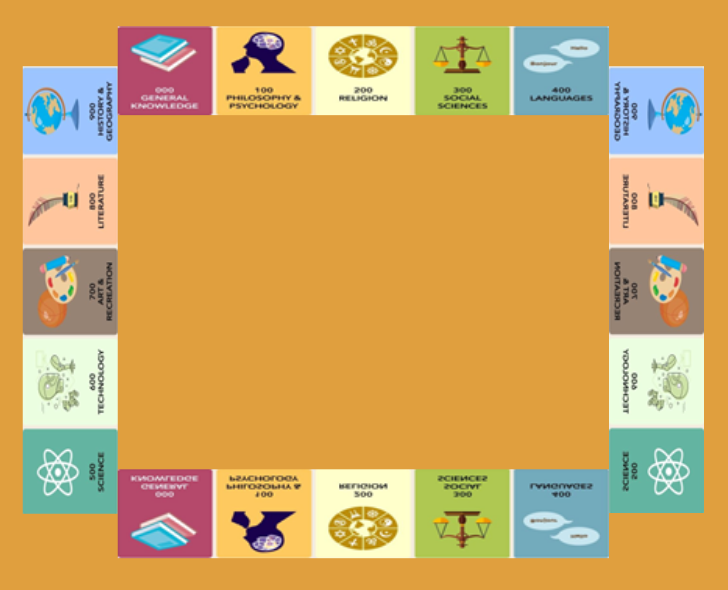 000
GENERAL
KNOWLEDGE
100
PHILOSOPHY &
PSYCHOLOGY
200
RELIGION
300
SOCIAL
SCIENCES
Hello
Bonjour
400
LANGUAGES
900
HISTORY &
GEOGRAPHY
800
LITERATURE
700
ART &
RECREATION
600
TECHNOLOGY
500
SCIENCE
900
HISTORY &
GEOGRAPHY
800
LITERATURE
700
ART &
RECREATION
600
TECHNOLOGY
500
SCIENCE
000
GENERAL
KNOWLEDGE
100
PHILOSOPHY &
PSYCHOLOGY
200
RELIGION
300
SOCIAL
SCIENCES
400
LANGUAGES
Bonjour
Hello